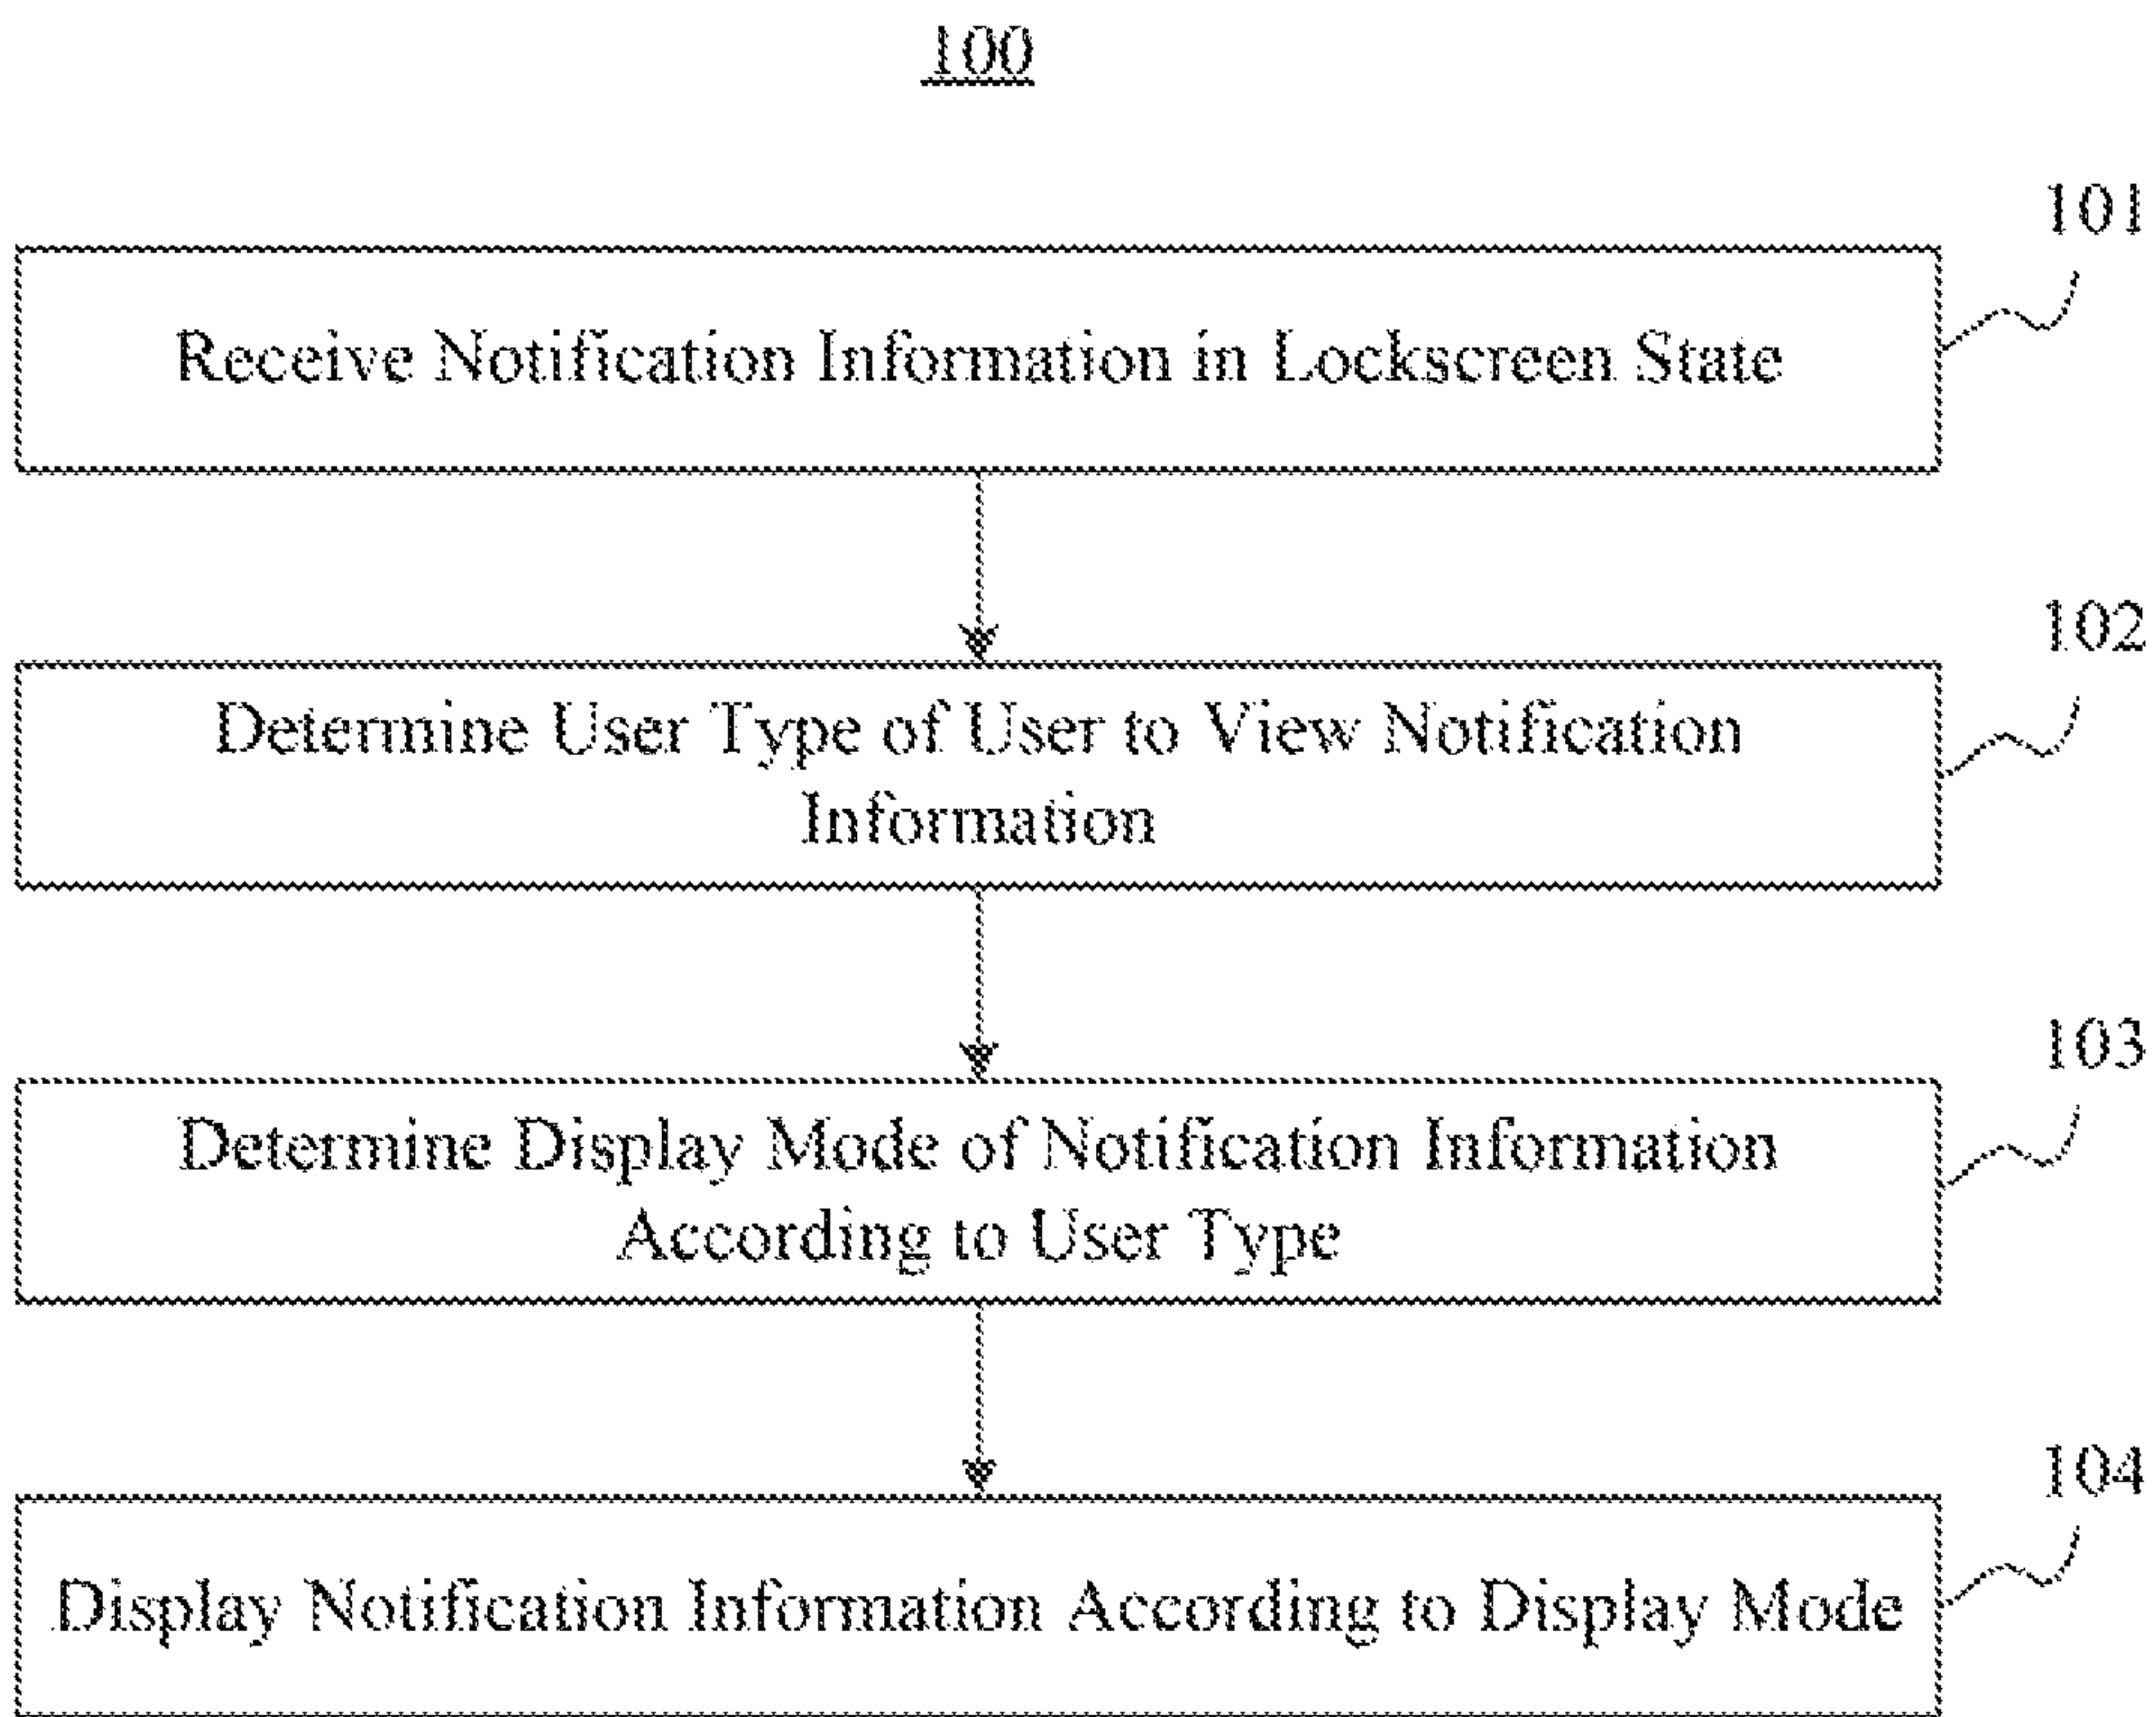 100
101
Receive Notification Information in Lockscreen State
102
Determine User Type of User to View Notification
Information
103
Determine Display Mode of Notification Information
According to User Type
104
Display Notification Information According to Display Mode